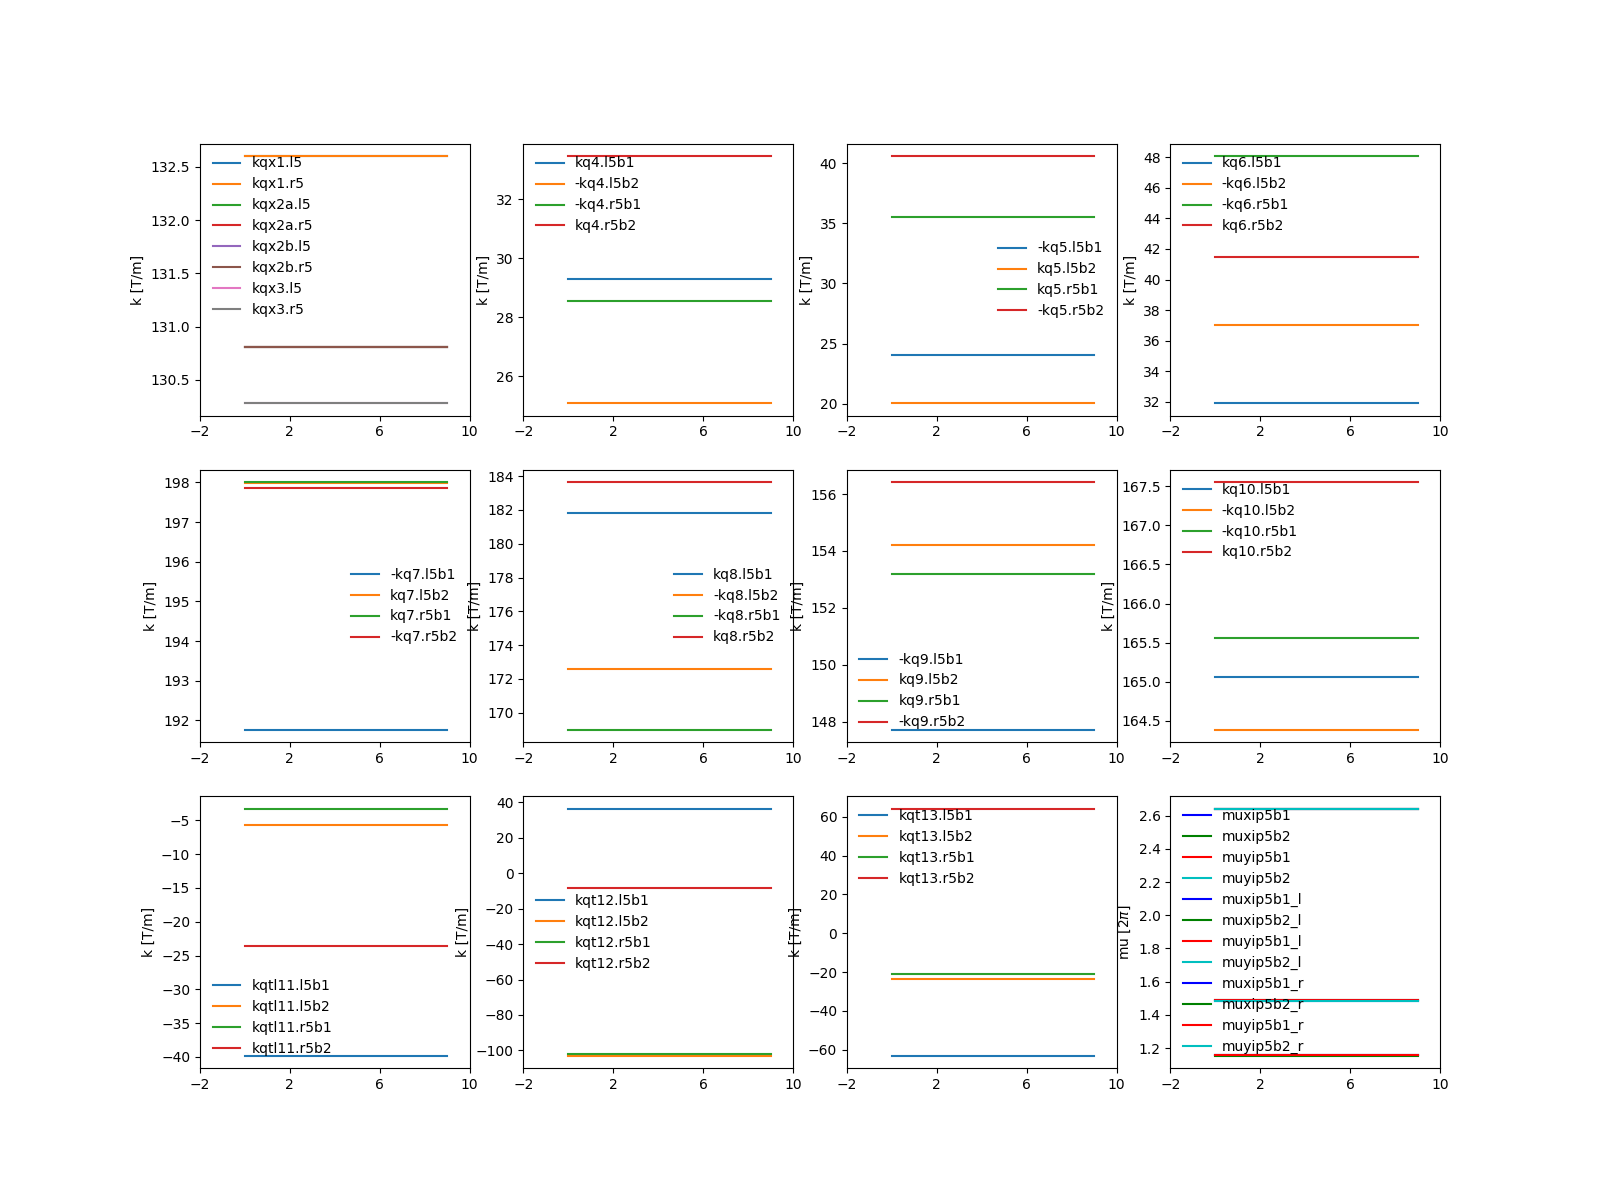 132.5
132.0
131.5
131.0
130.5
k [T/m]
kqx1.l5
kqx1.r5
kqx2a.l5
kqx2a.r5
kqx2b.l5
kqx2b.r5
kqx3.l5
kqx3.r5
−2 2 6 10
32
30
28
26
k [T/m]
kq4.l5b1
-kq4.l5b2
-kq4.r5b1
kq4.r5b2
−2 2 6 10
40
35
30
25
20
k [T/m]
-kq5.l5b1
kq5.l5b2
kq5.r5b1
-kq5.r5b2
−2 2 6 10
48
46
44
42
40
38
36
34
32
k [T/m]
kq6.l5b1
-kq6.l5b2
-kq6.r5b1
kq6.r5b2
−2 2 6 10
198
197
196
195
194
193
192
k [T/m]
-kq7.l5b1
kq7.l5b2
kq7.r5b1
-kq7.r5b2
−2 2 6 10
184
182
180
178
176
174
172
170
k [T/m]
kq8.l5b1
-kq8.l5b2
-kq8.r5b1
kq8.r5b2
−2 2 6 10
156
154
152
150
148
k [T/m]
-kq9.l5b1
kq9.l5b2
kq9.r5b1
-kq9.r5b2
−2 2 6 10
167.5
167.0
166.5
166.0
165.5
165.0
164.5
k [T/m]
kq10.l5b1
-kq10.l5b2
-kq10.r5b1
kq10.r5b2
−2 2 6 10
−5
−10
−15
−20
−25
−30
−35
−40
k [T/m]
kqtl11.l5b1
kqtl11.l5b2
kqtl11.r5b1
kqtl11.r5b2
−2 2 6 10
40
20
0
−20
−40
−60
−80
−100
k [T/m]
kqt12.l5b1
kqt12.l5b2
kqt12.r5b1
kqt12.r5b2
−2 2 6 10
60
40
20
0
−20
−40
−60
k [T/m]
kqt13.l5b1
kqt13.l5b2
kqt13.r5b1
kqt13.r5b2
−2 2 6 10
2.6
2.4
2.2
2.0
1.8
1.6
1.4
1.2
mu [2π]
muxip5b1
muxip5b2
muyip5b1
muyip5b2
muxip5b1_l
muxip5b2_l
muyip5b1_l
muyip5b2_l
muxip5b1_r
muxip5b2_r
muyip5b1_r
muyip5b2_r
−2 2 6 10